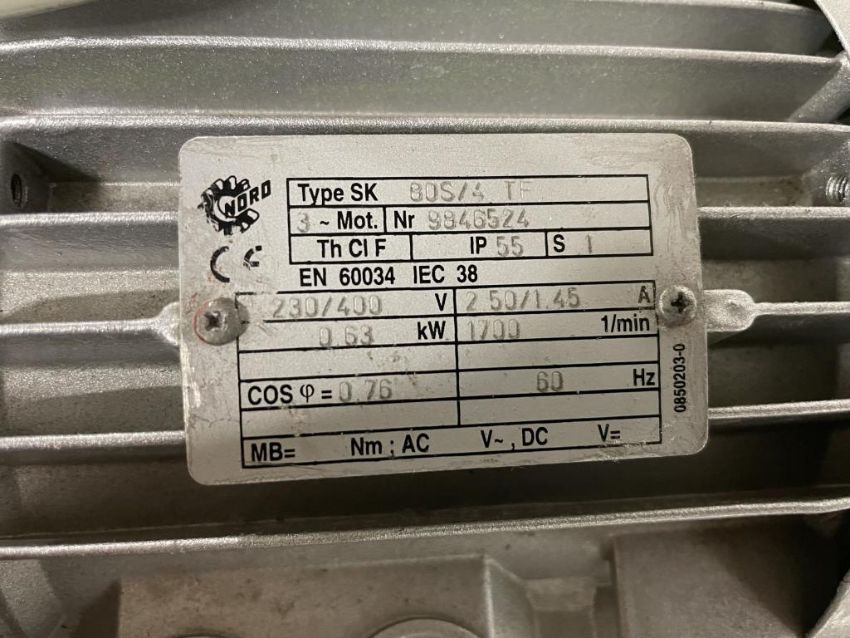 NORD
Type SK 80S/4 TF
3 ~ Mot. Nr 9846524
Th Cl F IP 55 S 1
CE
EN 60034 IEC 38
230/400 V 2.50/1.45 A
0.63 kW 1700 1/min
COS φ = 0.76 60 Hz
MB= Nm ; AC V~ , DC V=
0850203-0